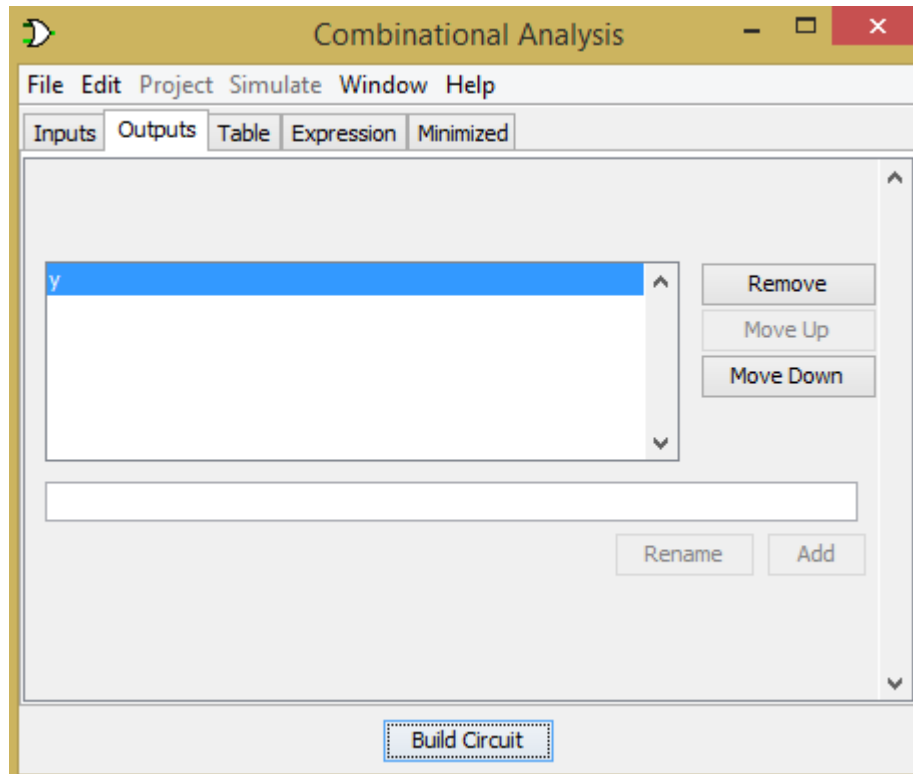 Combinational Analysis
File Edit Project Simulate Window Help
Inputs Outputs Table Expression Minimized
y
Remove
Move Up
Move Down
Rename Add
Build Circuit